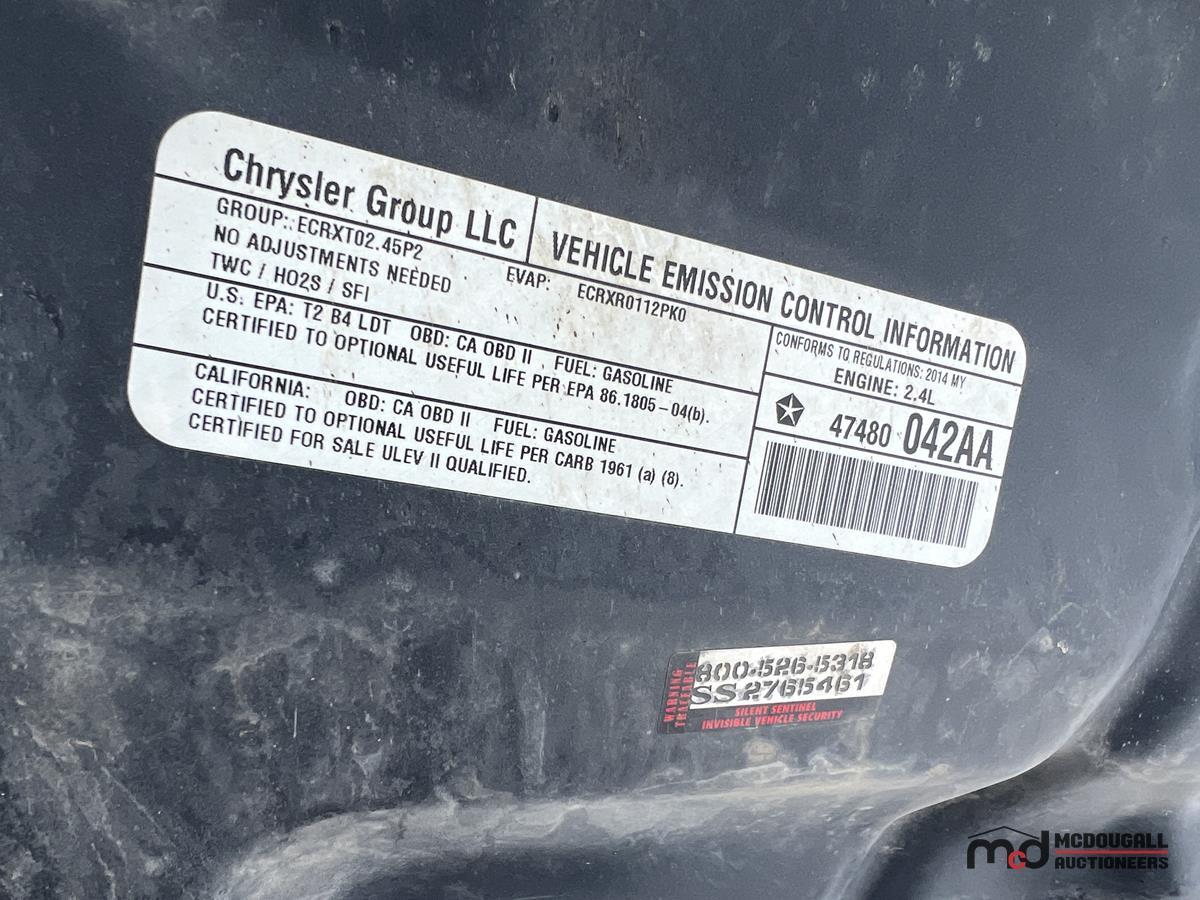 Chrysler Group LLC
VEHICLE EMISSION CONTROL INFORMATION
GROUP: ECRXT02.45P2
EVAP: ECRXR0112PK0
NO ADJUSTMENTS NEEDED
TWC / HO2S / SFI
U.S. EPA: T2 B4 LDT OBD: CA OBD II FUEL: GASOLINE
CERTIFIED TO OPTIONAL USEFUL LIFE PER EPA 86.1805-04(b).
CALIFORNIA: OBD: CA OBD II FUEL: GASOLINE
CERTIFIED TO OPTIONAL USEFUL LIFE PER CARB 1961 (a) (8).
CERTIFIED FOR SALE ULEV II QUALIFIED.
CONFORMS TO REGULATIONS: 2014 MY
ENGINE: 2.4L
47480 042AA
WARNING
TRACEABLE
800-526-5318
SS2765461
SILENT SENTINEL
INVISIBLE VEHICLE SECURITY
mcd
MCDOUGALL
AUCTIONEERS